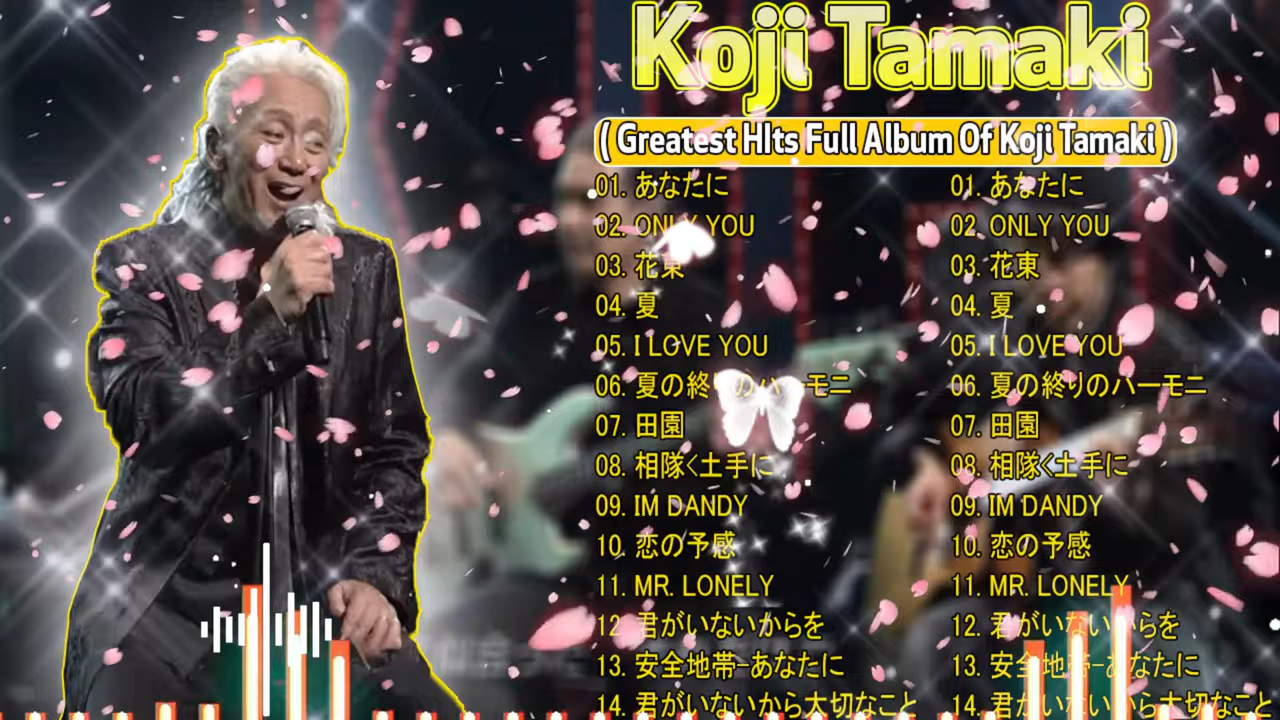 Koji Tamaki
( Greatest HIts Full Album Of Koji Tamaki )
01. あなたに
02. ONLY YOU
03. 花東
04. 夏
05. I LOVE YOU
06. 夏の終りのハーモニ
07. 田園
08. 相隊<土手に
09. IM DANDY
10. 恋の予感
11. MR. LONELY
12. 君がいないからを
13. 安全地帯-あなたに
14. 君がいないから大切なこと
01. あなたに
02. ONLY YOU
03. 花東
04. 夏
05. I LOVE YOU
06. 夏の終りのハーモニ
07. 田園
08. 相隊<土手に
09. IM DANDY
10. 恋の予感
11. MR. LONELY
12. 君がいないからを
13. 安全地帯-あなたに
14. 君がいないから大切なこと